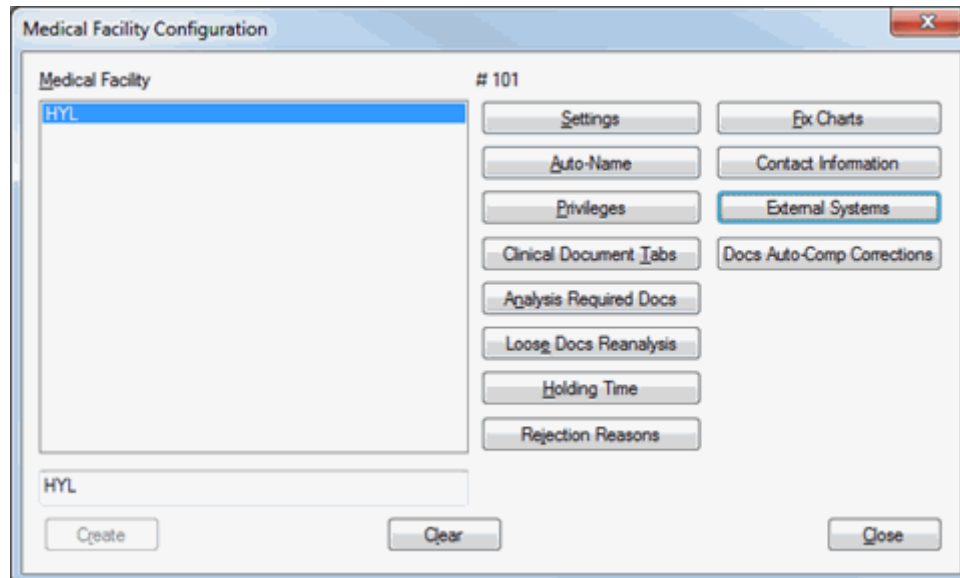 Medical Facility Configuration
Medical Facility
# 101
HYL
Settings
Fix Charts
Auto-Name
Contact Information
Privileges
External Systems
Clinical Document Tabs
Docs Auto-Comp Corrections
Analysis Required Docs
Loose Docs Reanalysis
Holding Time
Rejection Reasons
HYL
Create
Clear
Close